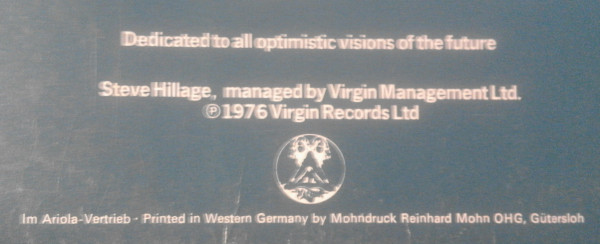 Dedicated to all optimistic visions of the future
Steve Hillage, managed by Virgin Management Ltd.
℗ 1976 Virgin Records Ltd
Im Ariola-Vertrieb · Printed in Western Germany by Mohndruck Reinhard Mohn OHG, Gütersloh